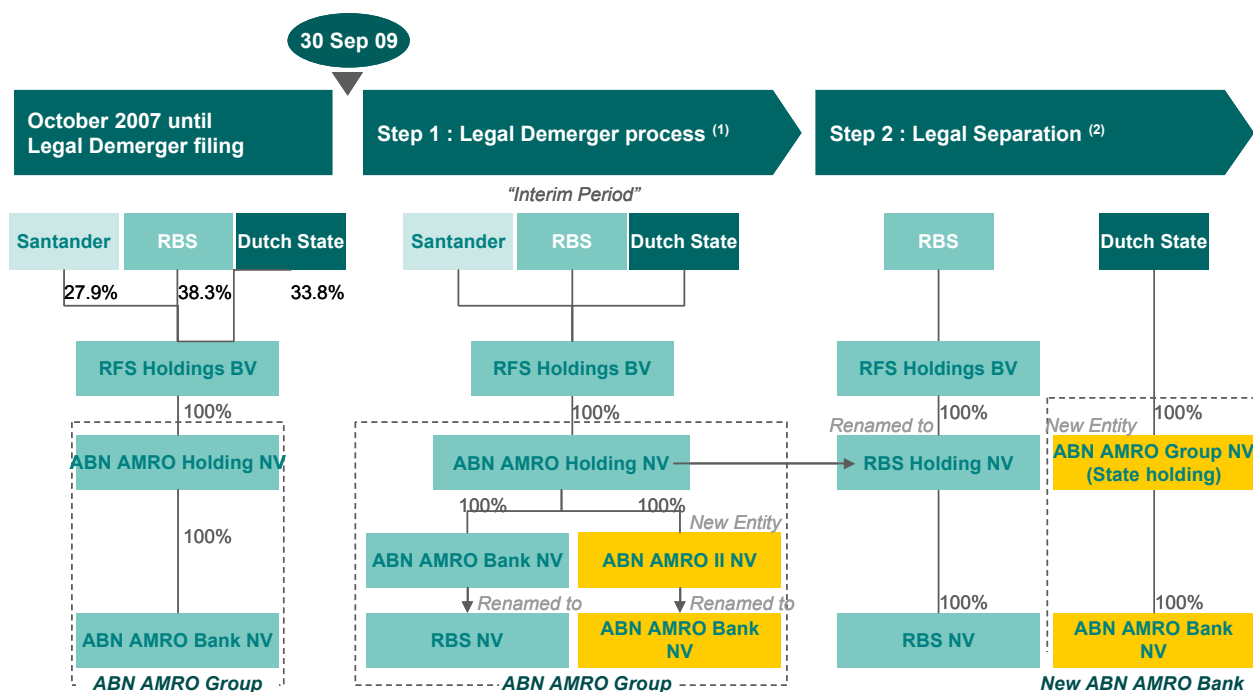 30 Sep 09
October 2007 until
Legal Demerger filing
Step 1 : Legal Demerger process (1)
Step 2 : Legal Separation (2)
"Interim Period"
Santander
RBS
Dutch State
27.9%
38.3%
33.8%
RFS Holdings BV
100%
ABN AMRO Holding NV
100%
ABN AMRO Bank NV
ABN AMRO Group
Santander
RBS
Dutch State
RFS Holdings BV
100%
ABN AMRO Holding NV
100%
100%
New Entity
ABN AMRO Bank NV
ABN AMRO II NV
Renamed to
Renamed to
RBS NV
ABN AMRO Bank
NV
ABN AMRO Group
RBS
Dutch State
RFS Holdings BV
100%
100%
Renamed to
New Entity
RBS Holding NV
ABN AMRO Group NV
(State holding)
100%
100%
RBS NV
ABN AMRO Bank
NV
New ABN AMRO Bank